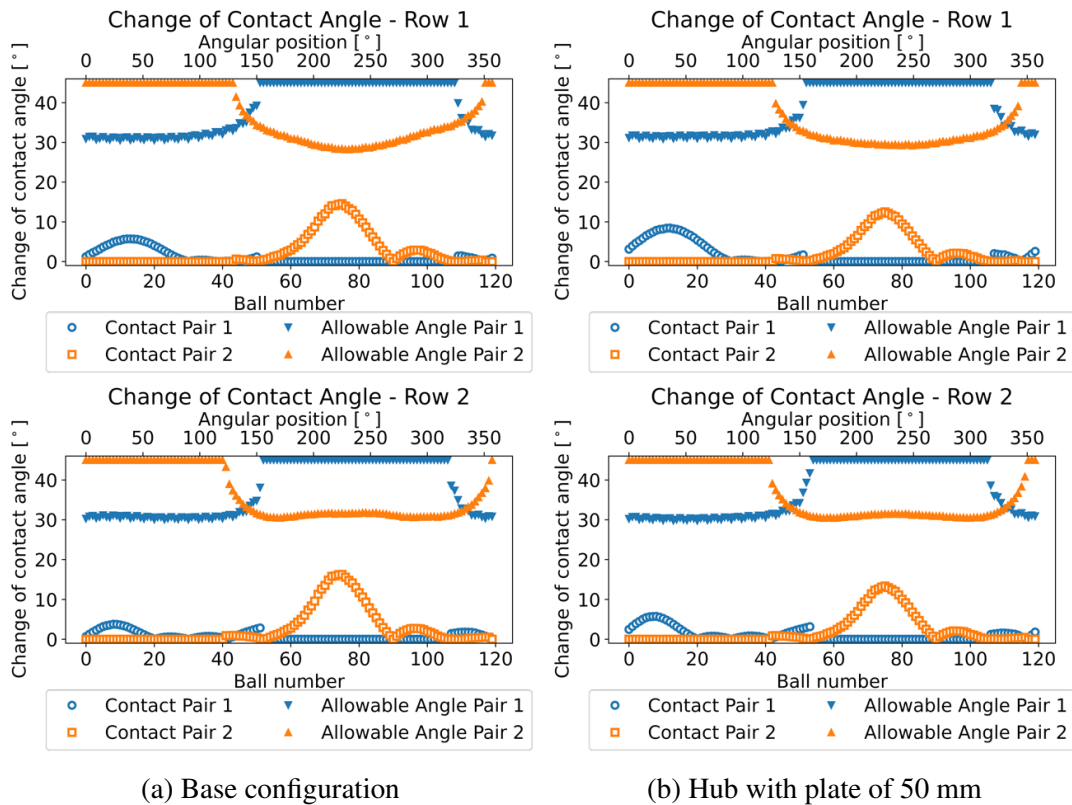 Change of Contact Angle - Row 1
Angular position [°]
0 50 100 150 200 250 300 350
Change of contact angle [°]
40
30
20
10
0
0 20 40 60 80 100 120
Ball number
Contact Pair 1 Allowable Angle Pair 1
Contact Pair 2 Allowable Angle Pair 2
Change of Contact Angle - Row 1
Angular position [°]
0 50 100 150 200 250 300 350
Change of contact angle [°]
40
30
20
10
0
0 20 40 60 80 100 120
Ball number
Contact Pair 1 Allowable Angle Pair 1
Contact Pair 2 Allowable Angle Pair 2
Change of Contact Angle - Row 2
Angular position [°]
0 50 100 150 200 250 300 350
Change of contact angle [°]
40
30
20
10
0
0 20 40 60 80 100 120
Ball number
Contact Pair 1 Allowable Angle Pair 1
Contact Pair 2 Allowable Angle Pair 2
Change of Contact Angle - Row 2
Angular position [°]
0 50 100 150 200 250 300 350
Change of contact angle [°]
40
30
20
10
0
0 20 40 60 80 100 120
Ball number
Contact Pair 1 Allowable Angle Pair 1
Contact Pair 2 Allowable Angle Pair 2
(a) Base configuration
(b) Hub with plate of 50 mm